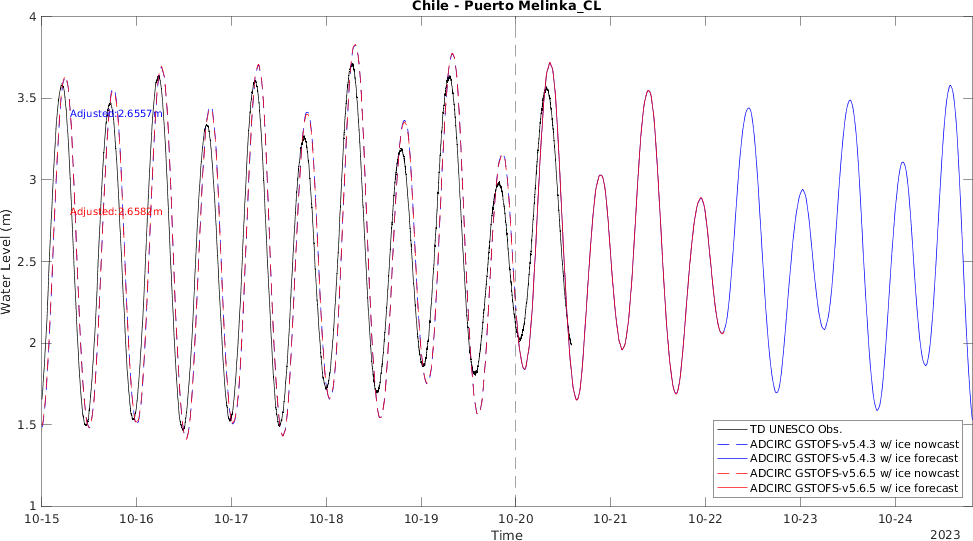 Chile - Puerto Melinka_CL
4
3.5
3
2.5
2
1.5
1
Water Level (m)
Adjusted:2.6557m
Adjusted:2.6582m
TD UNESCO Obs.
ADCIRC GSTOFS-v5.4.3 w/ ice nowcast
ADCIRC GSTOFS-v5.4.3 w/ ice forecast
ADCIRC GSTOFS-v5.6.5 w/ ice nowcast
ADCIRC GSTOFS-v5.6.5 w/ ice forecast
10-15 10-16 10-17 10-18 10-19 10-20 10-21 10-22 10-23 10-24
Time
2023